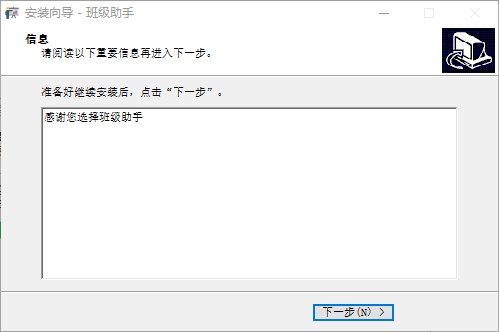 安装向导 - 班级助手
信息
请阅读以下重要信息再进入下一步。
准备好继续安装后，点击“下一步”。
感谢您选择班级助手
下一步(N) >